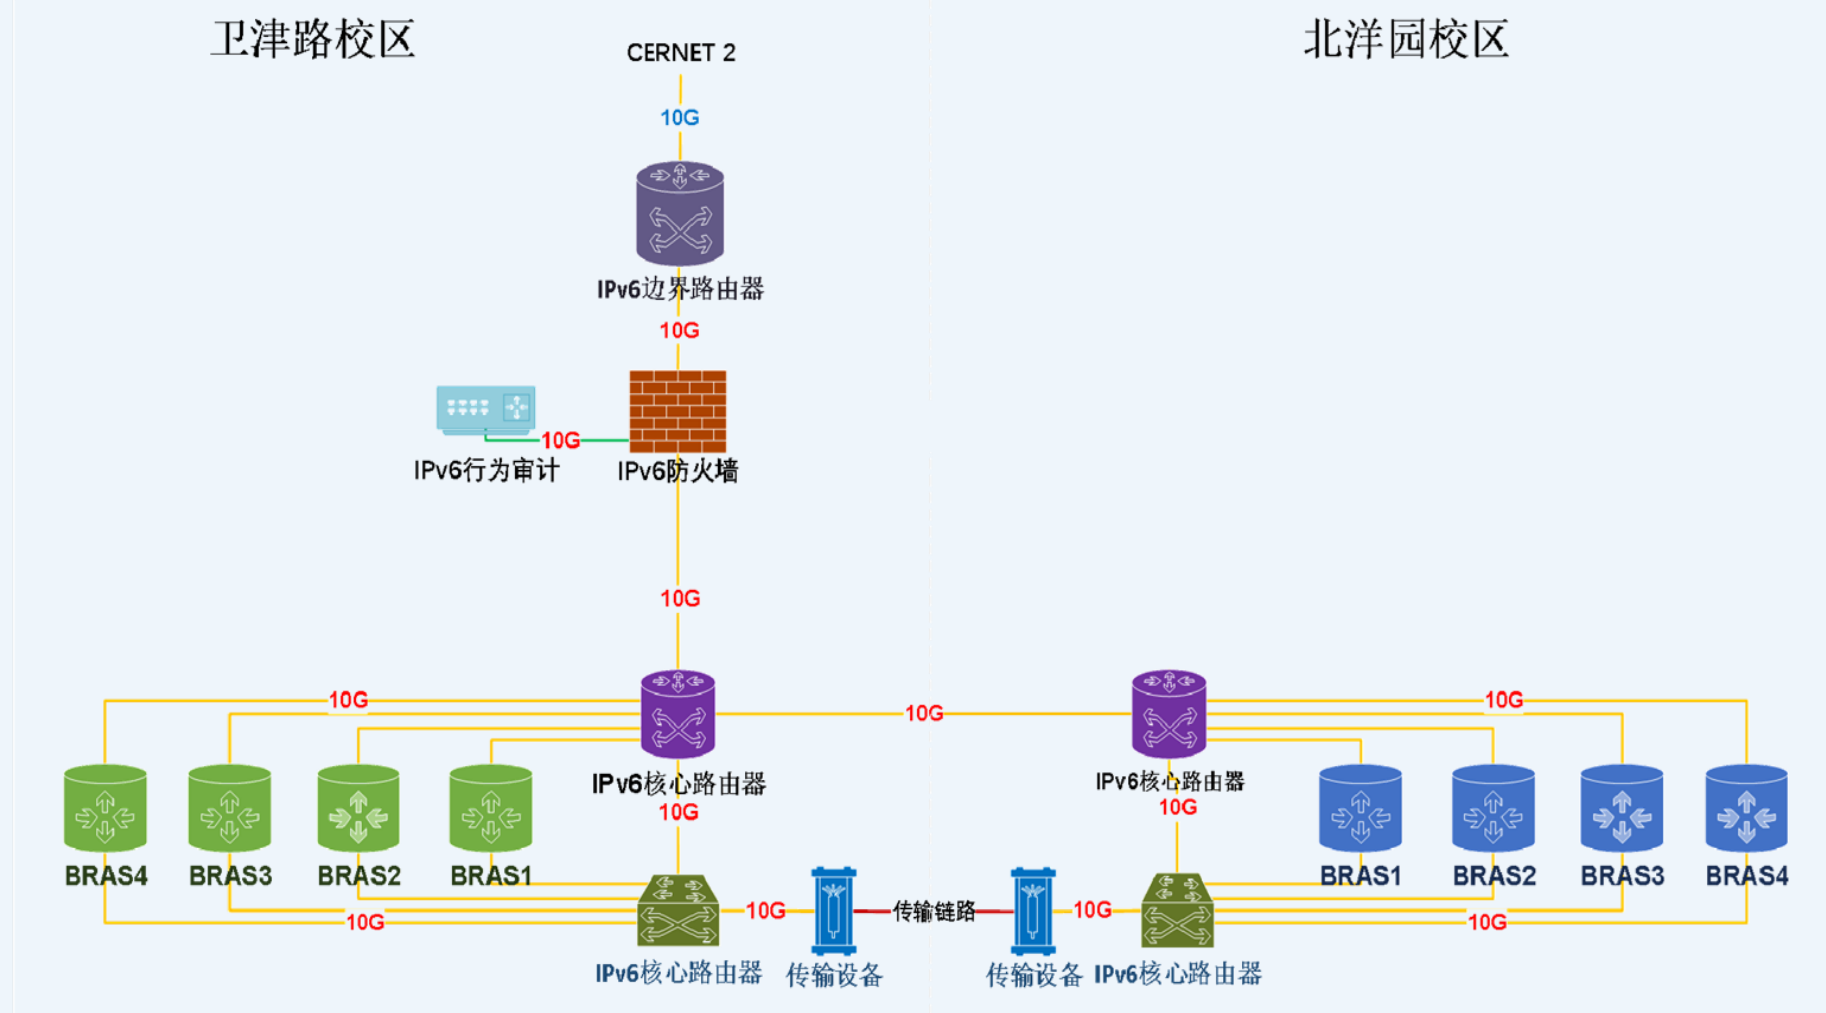 卫津路校区
北洋园校区
CERNET 2
10G
IPv6边界路由器
10G
10G
IPv6行为审计
IPv6防火墙
10G
10G
10G
10G
IPv6核心路由器
IPv6核心路由器
10G
10G
BRAS4
BRAS3
BRAS2
BRAS1
BRAS1
BRAS2
BRAS3
BRAS4
10G
10G
传输链路
10G
10G
IPv6核心路由器
传输设备
传输设备
IPv6核心路由器